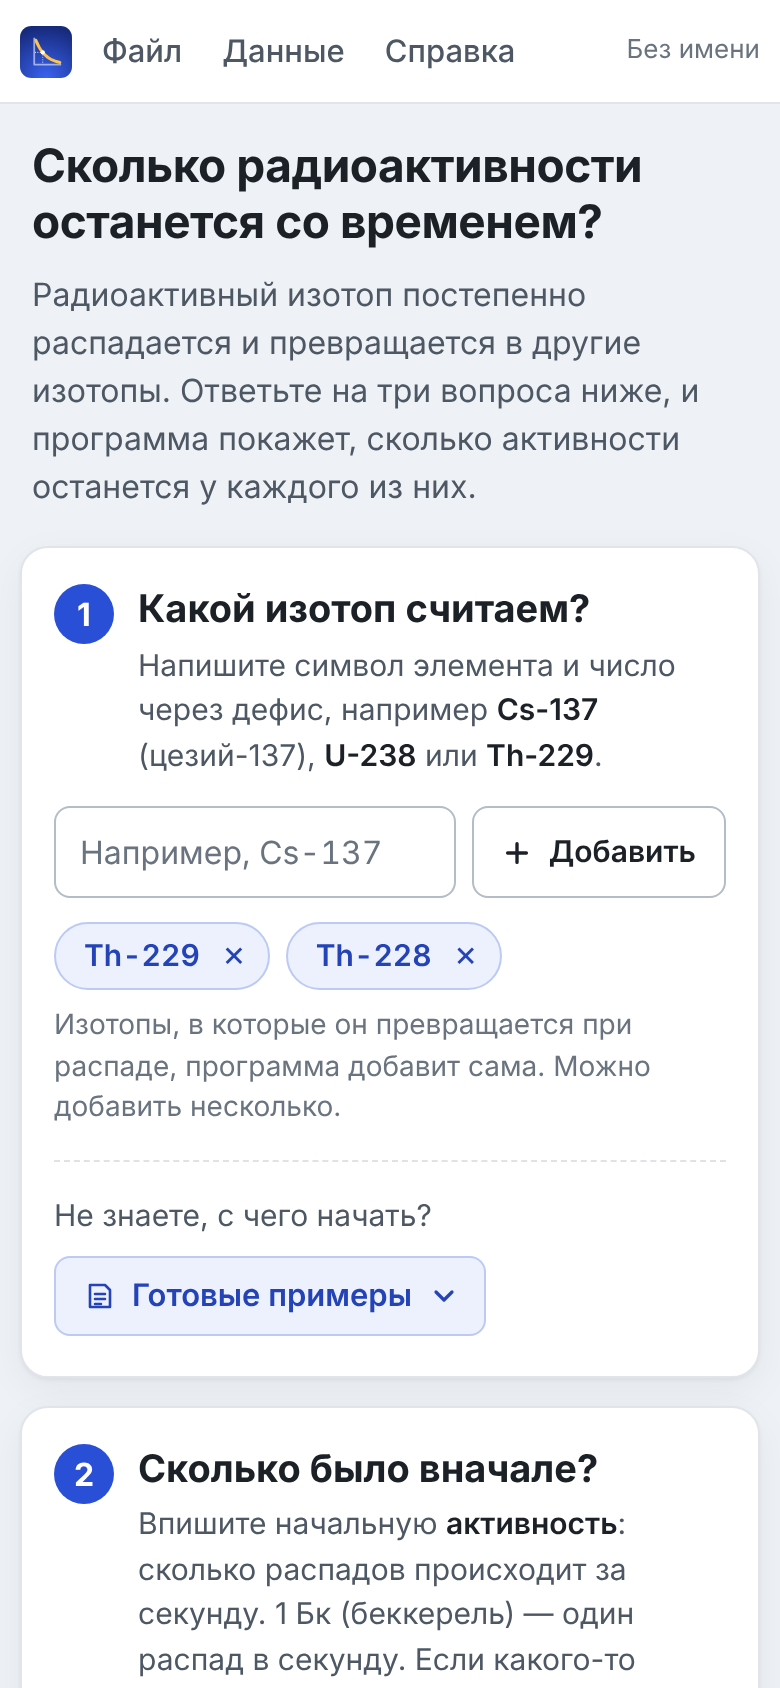 Файл Данные Справка Без имени
Сколько радиоактивности
останется со временем?
Радиоактивный изотоп постепенно
распадается и превращается в другие
изотопы. Ответьте на три вопроса ниже, и
программа покажет, сколько активности
останется у каждого из них.
1 Какой изотоп считаем?
Напишите символ элемента и число
через дефис, например Cs-137
(цезий-137), U-238 или Th-229.
Например, Cs-137 + Добавить
Th-229 × Th-228 ×
Изотопы, в которые он превращается при
распаде, программа добавит сама. Можно
добавить несколько.
Не знаете, с чего начать?
Готовые примеры
2 Сколько было вначале?
Впишите начальную активность:
сколько распадов происходит за
секунду. 1 Бк (беккерель) — один
распад в секунду. Если какого-то